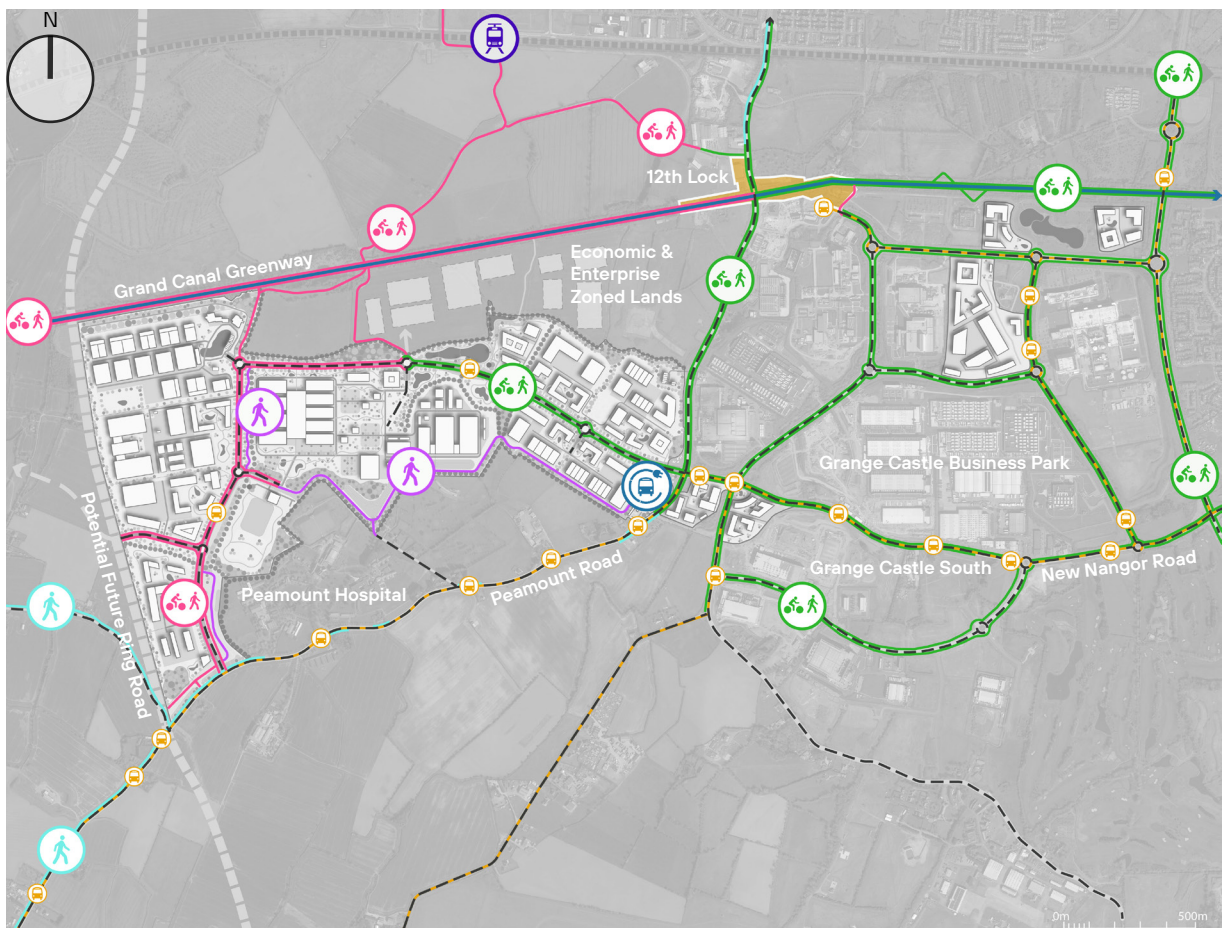 N
12th Lock
Grand Canal Greenway
Economic &
Enterprise
Zoned Lands
Grange Castle Business Park
Potential Future Ring Road
Peamount Hospital
Peamount Road
Grange Castle South
New Nangor Road
0m
500m